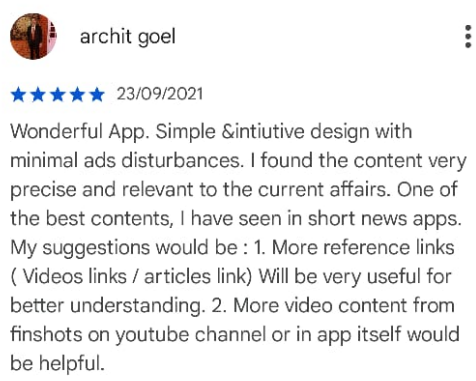 archit goel
23/09/2021
Wonderful App. Simple &intiutive design with
minimal ads disturbances. I found the content very
precise and relevant to the current affairs. One of
the best contents, I have seen in short news apps.
My suggestions would be : 1. More reference links
( Videos links / articles link) Will be very useful for
better understanding. 2. More video content from
finshots on youtube channel or in app itself would
be helpful.